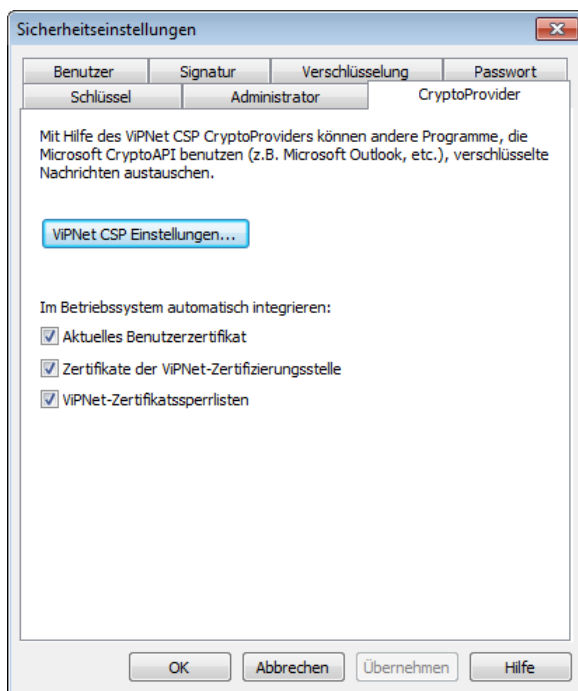 Sicherheitseinstellungen
Benutzer Signatur Verschlüsselung Passwort
Schlüssel Administrator CryptoProvider
Mit Hilfe des ViPNet CSP CryptoProviders können andere Programme, die
Microsoft CryptoAPI benutzen (z.B. Microsoft Outlook, etc.), verschlüsselte
Nachrichten austauschen.
ViPNet CSP Einstellungen...
Im Betriebssystem automatisch integrieren:
Aktuelles Benutzerzertifikat
Zertifikate der ViPNet-Zertifizierungsstelle
ViPNet-Zertifikatssperrlisten
OK Abbrechen Übernehmen Hilfe